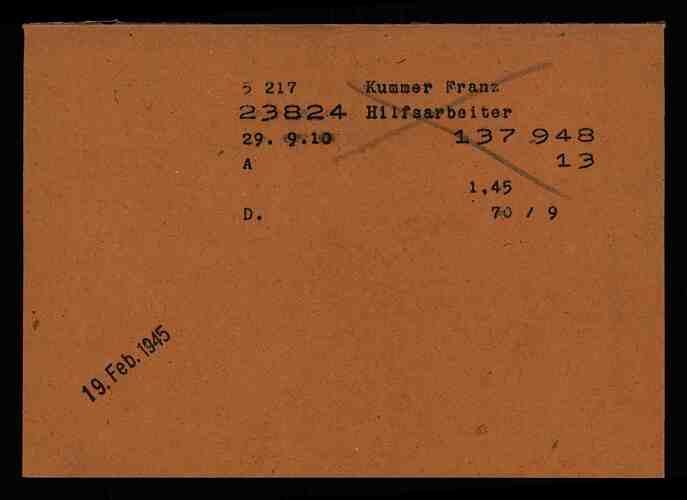 5 217 Kummer Franz
23824 Hilfsarbeiter
29. 9.10 137 948
A 13
1,45
D. 70 / 9
19. Feb. 1945